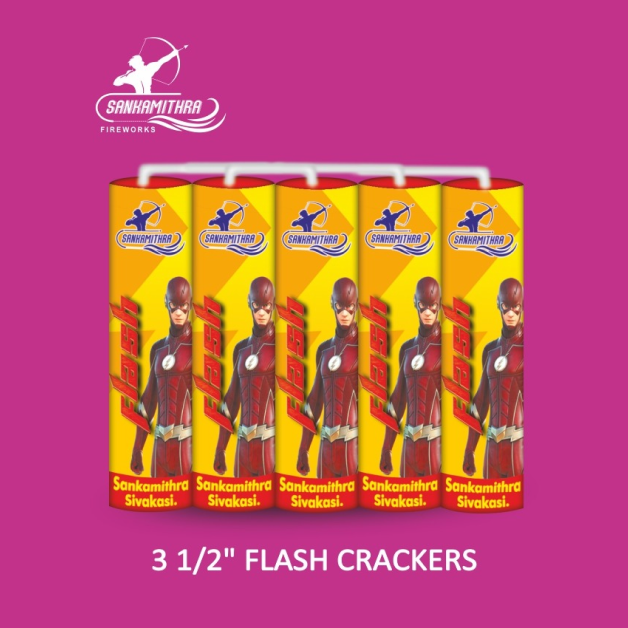 SANKAMITHRA
FIREWORKS
SANKAMITHRA SANKAMITHRA SANKAMITHRA SANKAMITHRA SANKAMITHRA
Flash Flash Flash Flash Flash
Sankamithra Sankamithra Sankamithra Sankamithra Sankamithra
Sivakasi. Sivakasi. Sivakasi. Sivakasi. Sivakasi.
3 1/2" FLASH CRACKERS